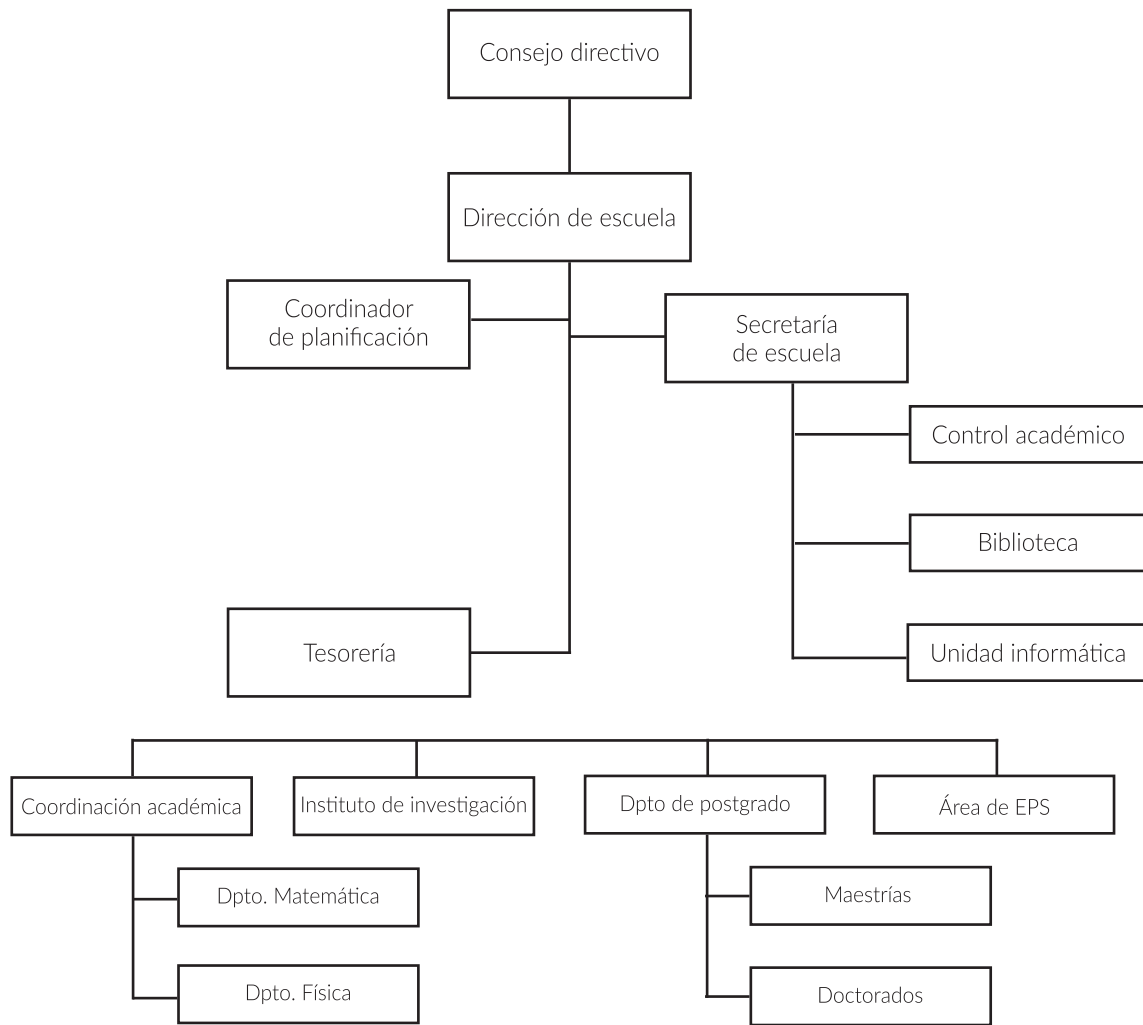 Consejo directivo
Dirección de escuela
Coordinador
de planificación
Secretaría
de escuela
Control académico
Biblioteca
Tesorería
Unidad informática
Coordinación académica
Instituto de investigación
Dpto de postgrado
Área de EPS
Dpto. Matemática
Maestrías
Dpto. Física
Doctorados